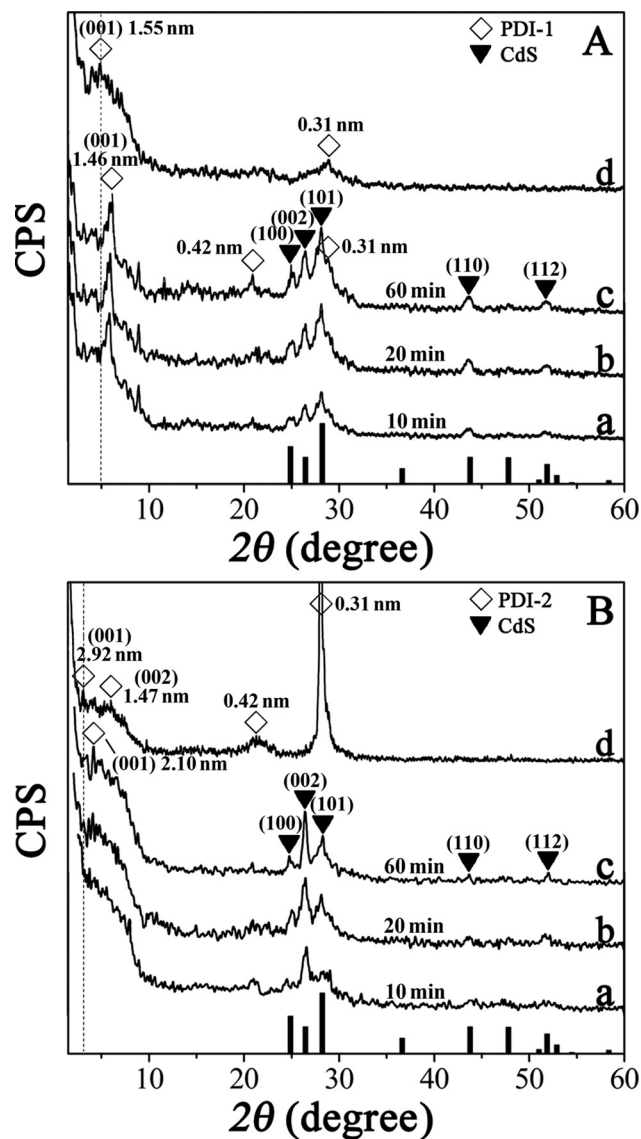 (001) 1.55 nm
PDI-1
CdS
A
0.31 nm
d
(001)
1.46 nm
(101)
(002)
(100)
0.42 nm
0.31 nm
(110)
(112)
60 min
c
20 min
b
10 min
a
CPS
10 20 30 40 50 60
2θ (degree)
PDI-2
CdS
B
0.31 nm
(001)
2.92 nm
(002)
1.47 nm
0.42 nm
d
(001) 2.10 nm
(002)
(100)
(101)
(110)
(112)
60 min
c
20 min
b
10 min
a
CPS
10 20 30 40 50 60
2θ (degree)